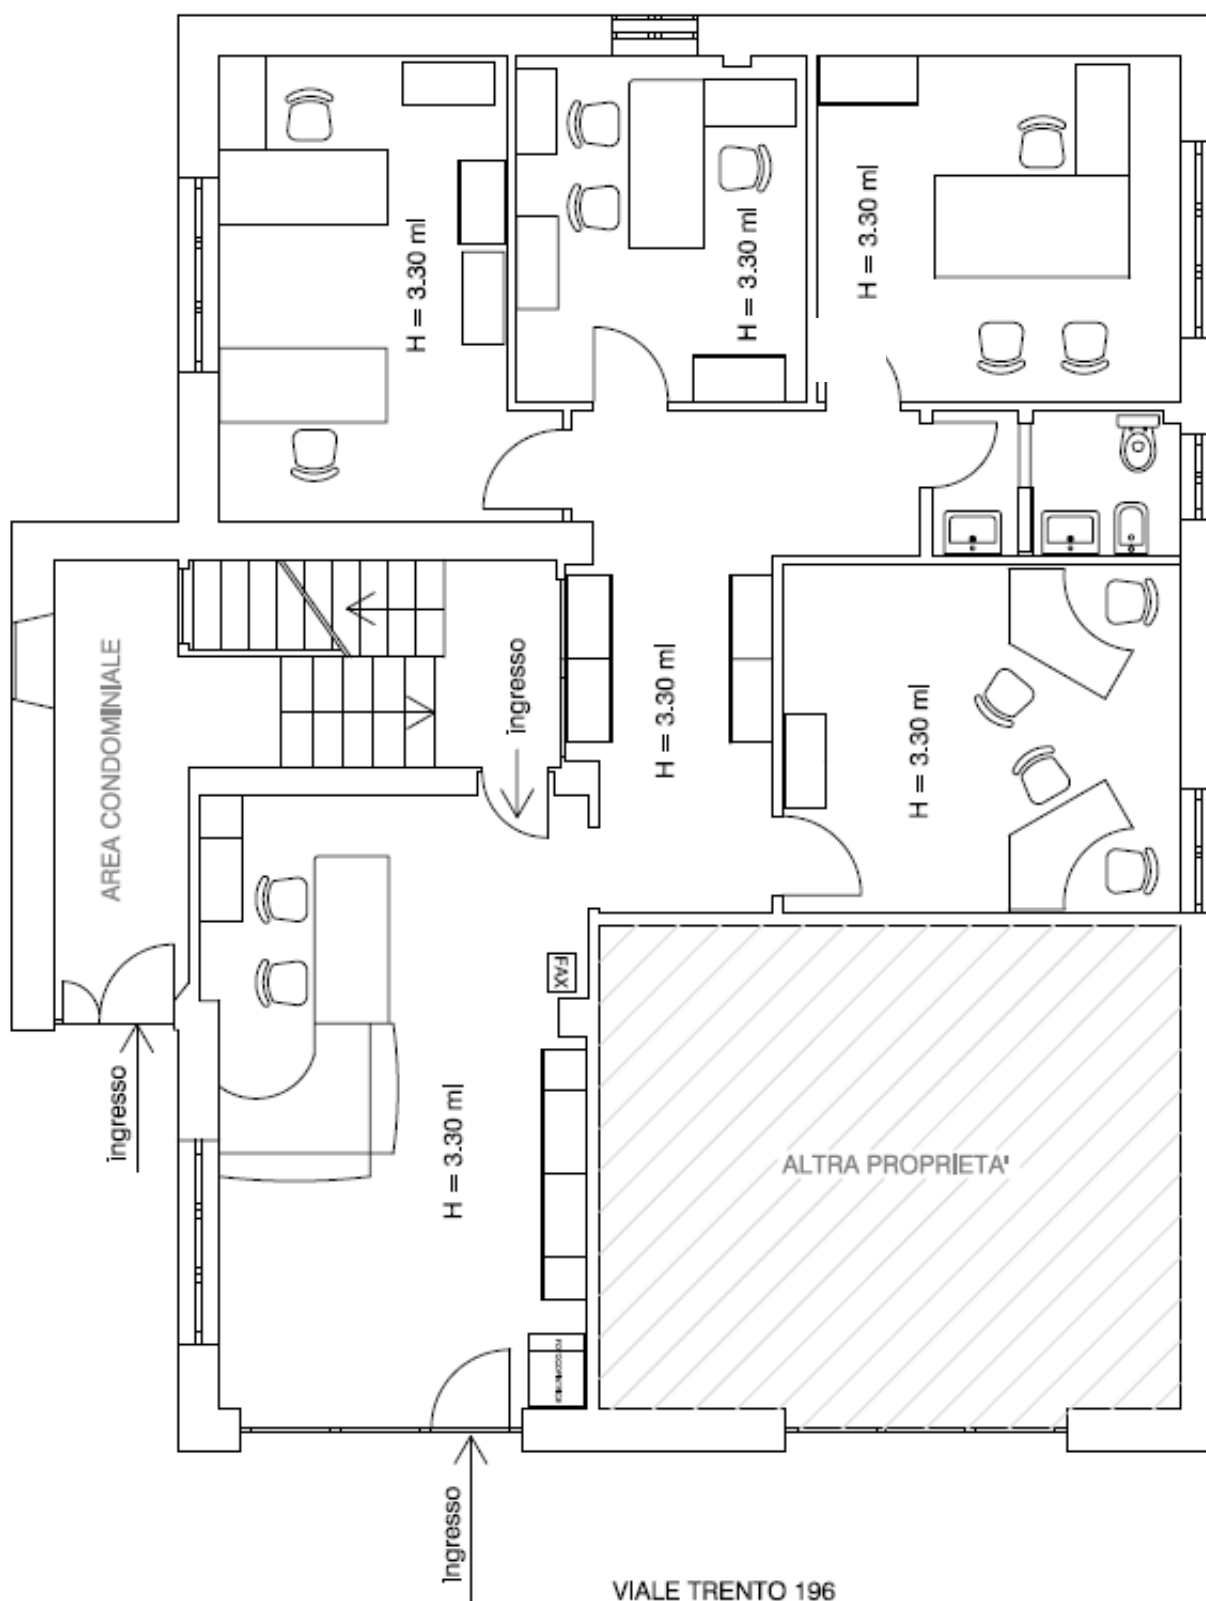 H = 3.30 ml
H = 3.30 ml
H = 3.30 ml
AREA CONDOMINIALE
ingresso
H = 3.30 ml
H = 3.30 ml
FAX
ingresso
H = 3.30 ml
ALTRA PROPRIETA'
FOTOCOPIATRICE
ingresso
VIALE TRENTO 196